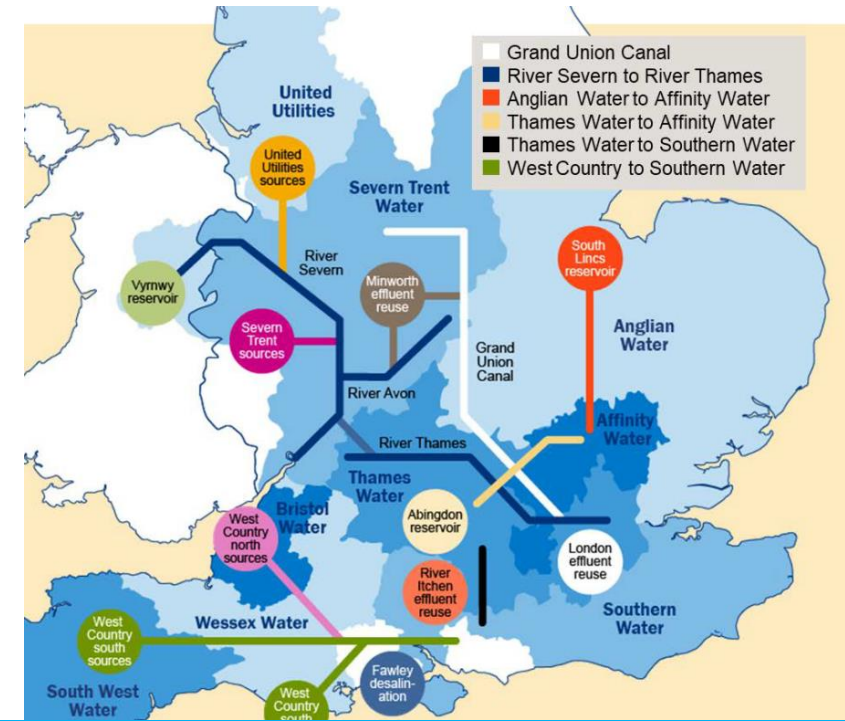 Grand Union Canal
River Severn to River Thames
Anglian Water to Affinity Water
Thames Water to Affinity Water
Thames Water to Southern Water
West Country to Southern Water
United
Utilities
United
Utilities
sources
Severn Trent
Water
River
Severn
Vyrnwy
reservoir
Minworth
effluent
reuse
South
Lincs
reservoir
Severn
Trent
sources
Anglian
Water
Grand
Union
Canal
River Avon
Affinity
Water
River Thames
Thames
Water
Bristol
Water
West
Country
north
sources
Abingdon
reservoir
London
effluent
reuse
River
Itchen
effluent
reuse
Southern
Water
Wessex Water
West
Country
south
sources
Fawley
desalin-
ation
South West
Water
West
Country
south